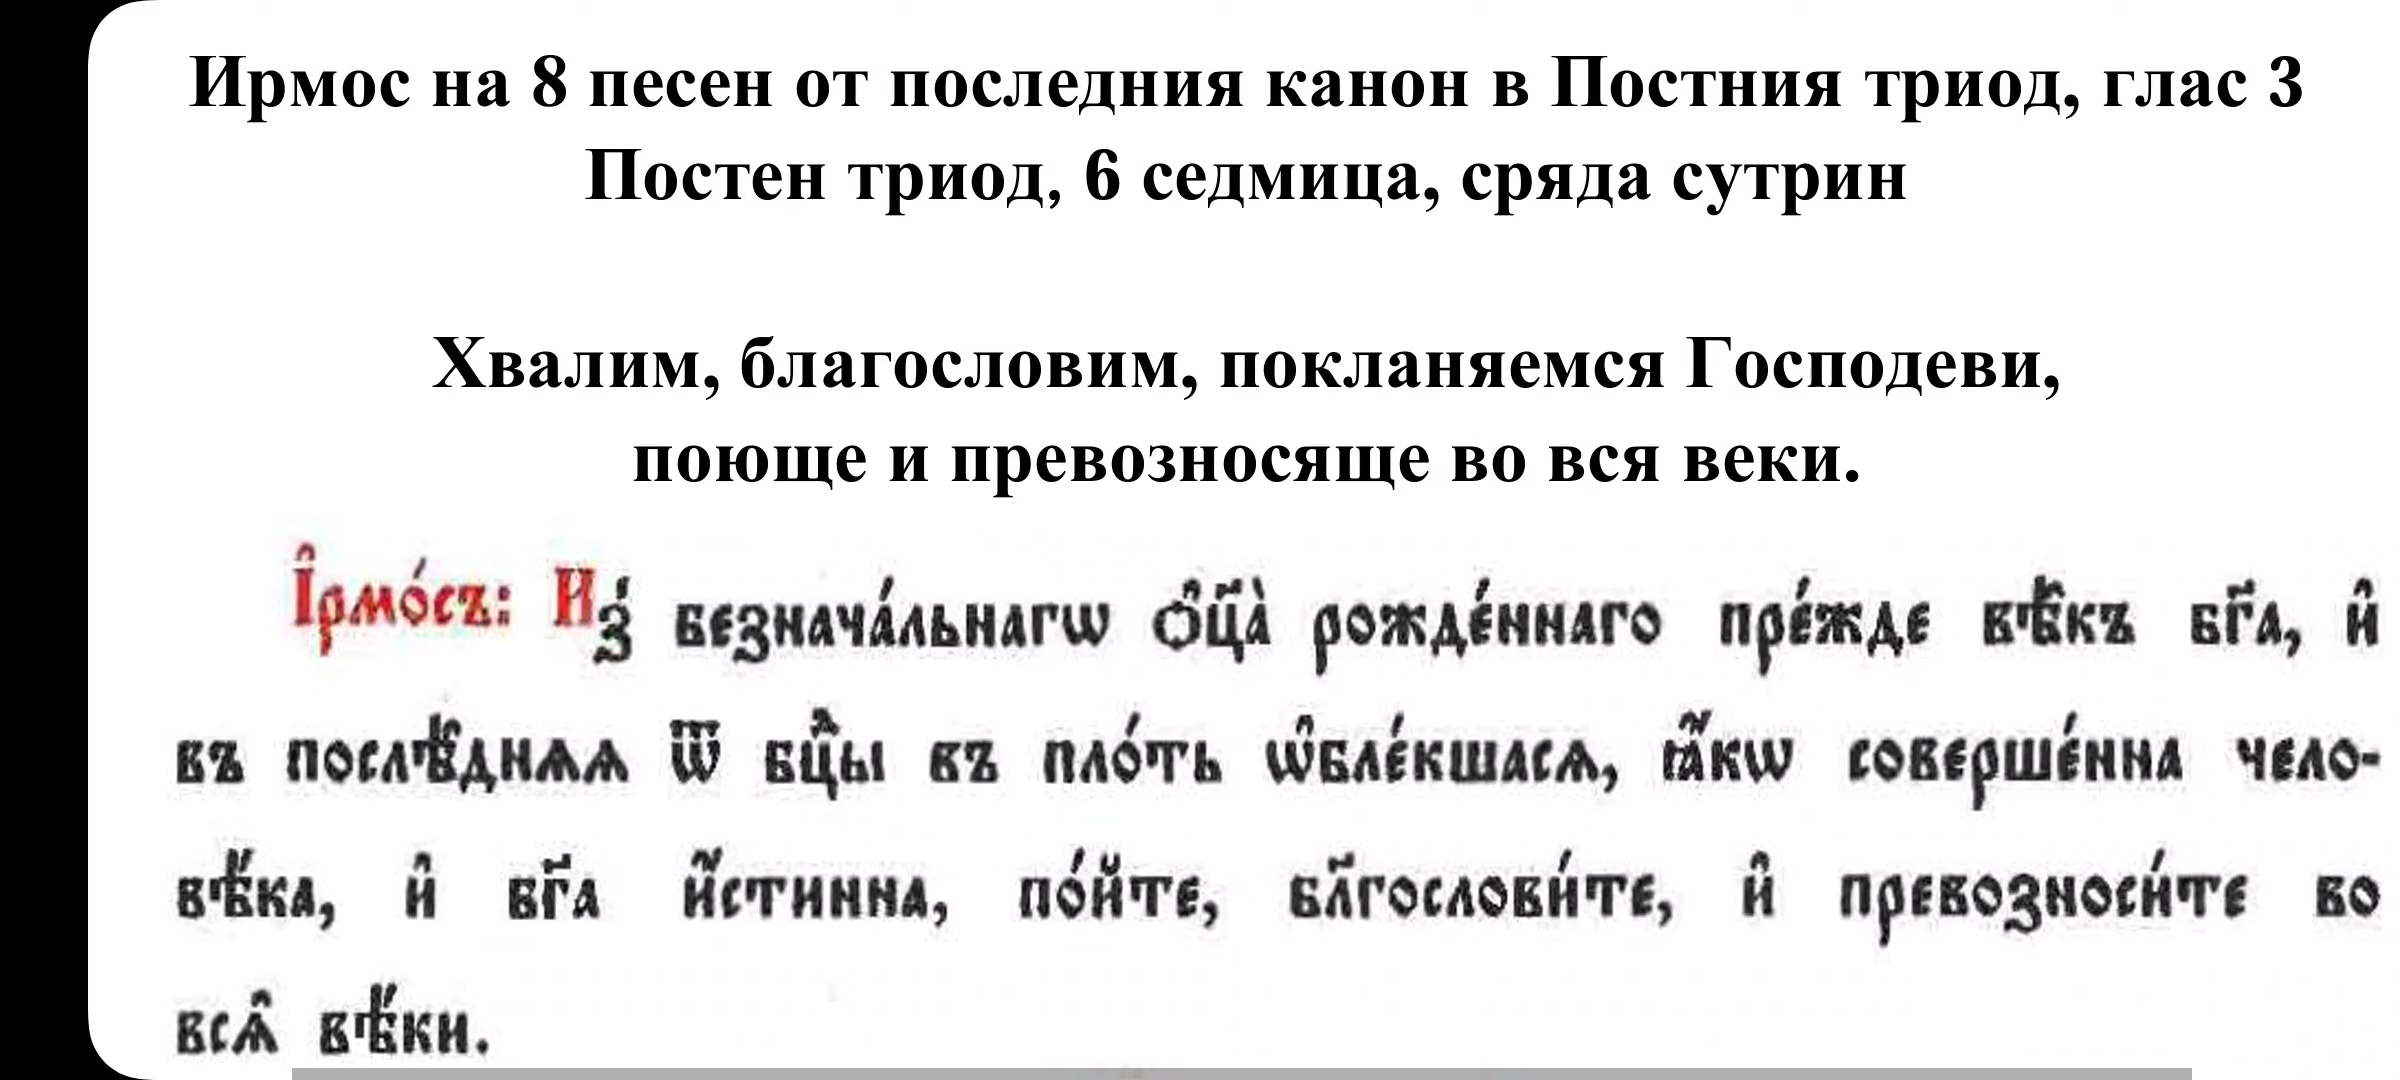 Ирмос на 8 песен от последния канон в Постния триод, глас 3
Постен триод, 6 седмица, сряда сутрин
Хвалим, благословим, покланяемся Господеви,
поюще и превозносяще во вся веки.
І҆рмо́съ: И҆з̾ безнача́льнагѡ ѻ҆ц҃а̀ рожде́ннаго пре́жде вѣ̑къ бг҃а, и҆
въ послѣ̑днѧѧ ѿ бцⷣы въ пло́ть ѡ҆бле́кшасѧ, ꙗ҆́кѡ соверше́нна чело-
вѣ́ка, и҆ бг҃а и҆́стинна, по́йте, бл҃гослови́те, и҆ превозноси́те во
всѧ̑ вѣ́ки.